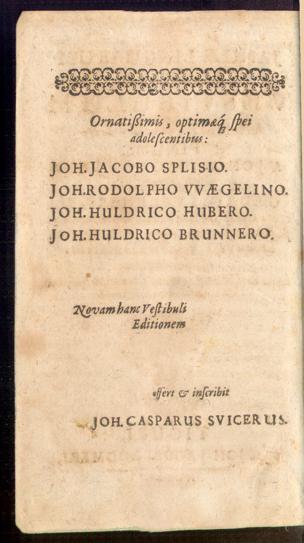 Ornatißimis, optimæq́; ſpei
adoleſcentibus:
JOH. JACOBO SPLISIO.
JOH. RODOLPHO VVÆGELINO.
JOH. HULDRICO HUBERO.
JOH. HULDRICO BRUNNERO.
Novam hanc Veſtibuli
Editionem
offert & inſcribit
JOH. CASPARUS SVICERUS.